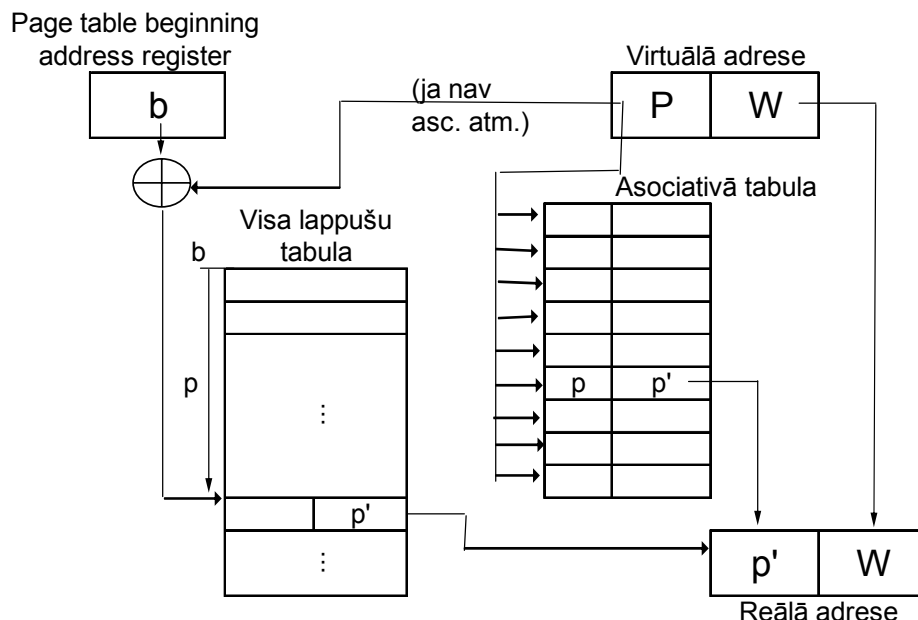 Page table beginning
address register
b
(ja nav
asc. atm.)
Virtuālā adrese
P W
Asociatīvā tabula
Visa lappušu
tabula
b
p
p p'
⋮
p'
⋮
p' W
Reālā adrese